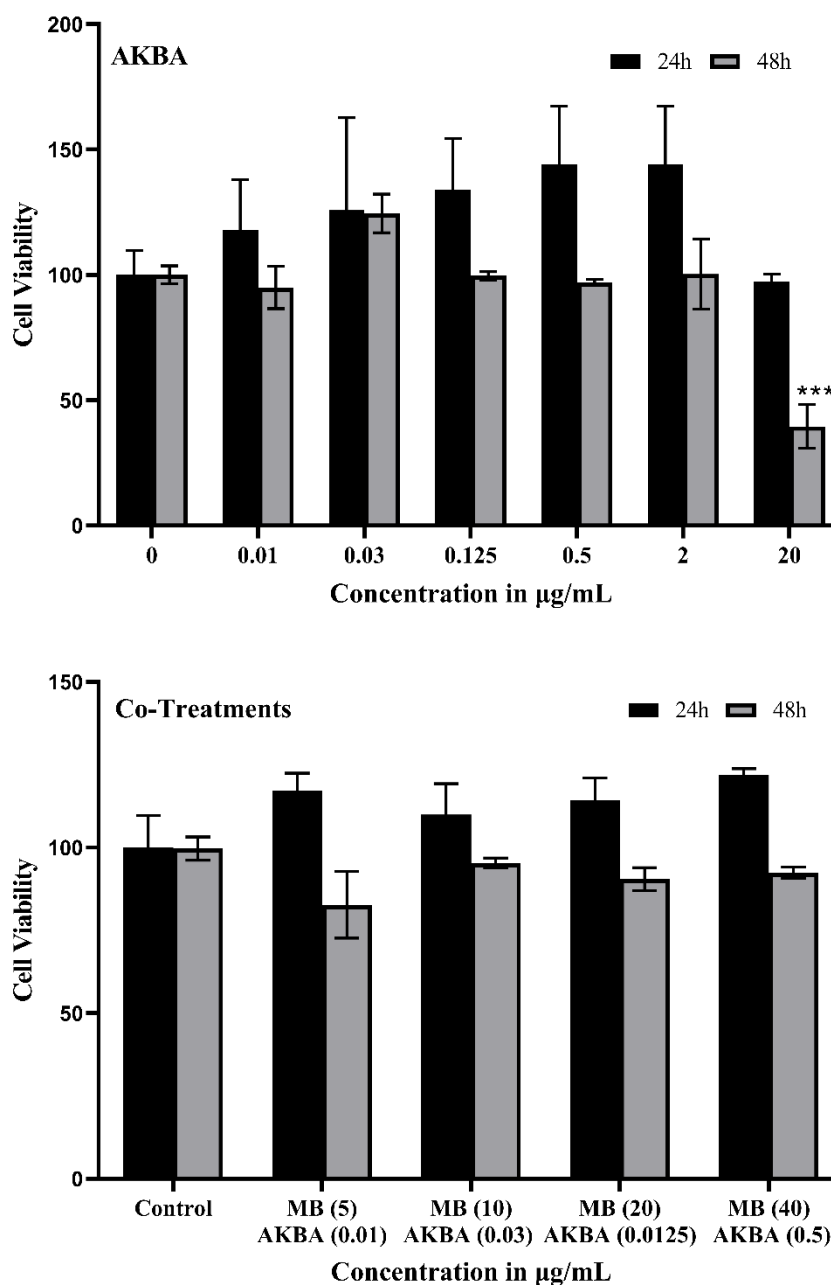 AKBA
24h 48h
200
150
100
50
0
Cell Viability
***
0 0.01 0.03 0.125 0.5 2 20
Concentration in µg/mL
Co-Treatments
24h 48h
150
100
50
0
Cell Viability
Control MB (5) MB (10) MB (20) MB (40)
AKBA (0.01) AKBA (0.03) AKBA (0.0125) AKBA (0.5)
Concentration in µg/mL